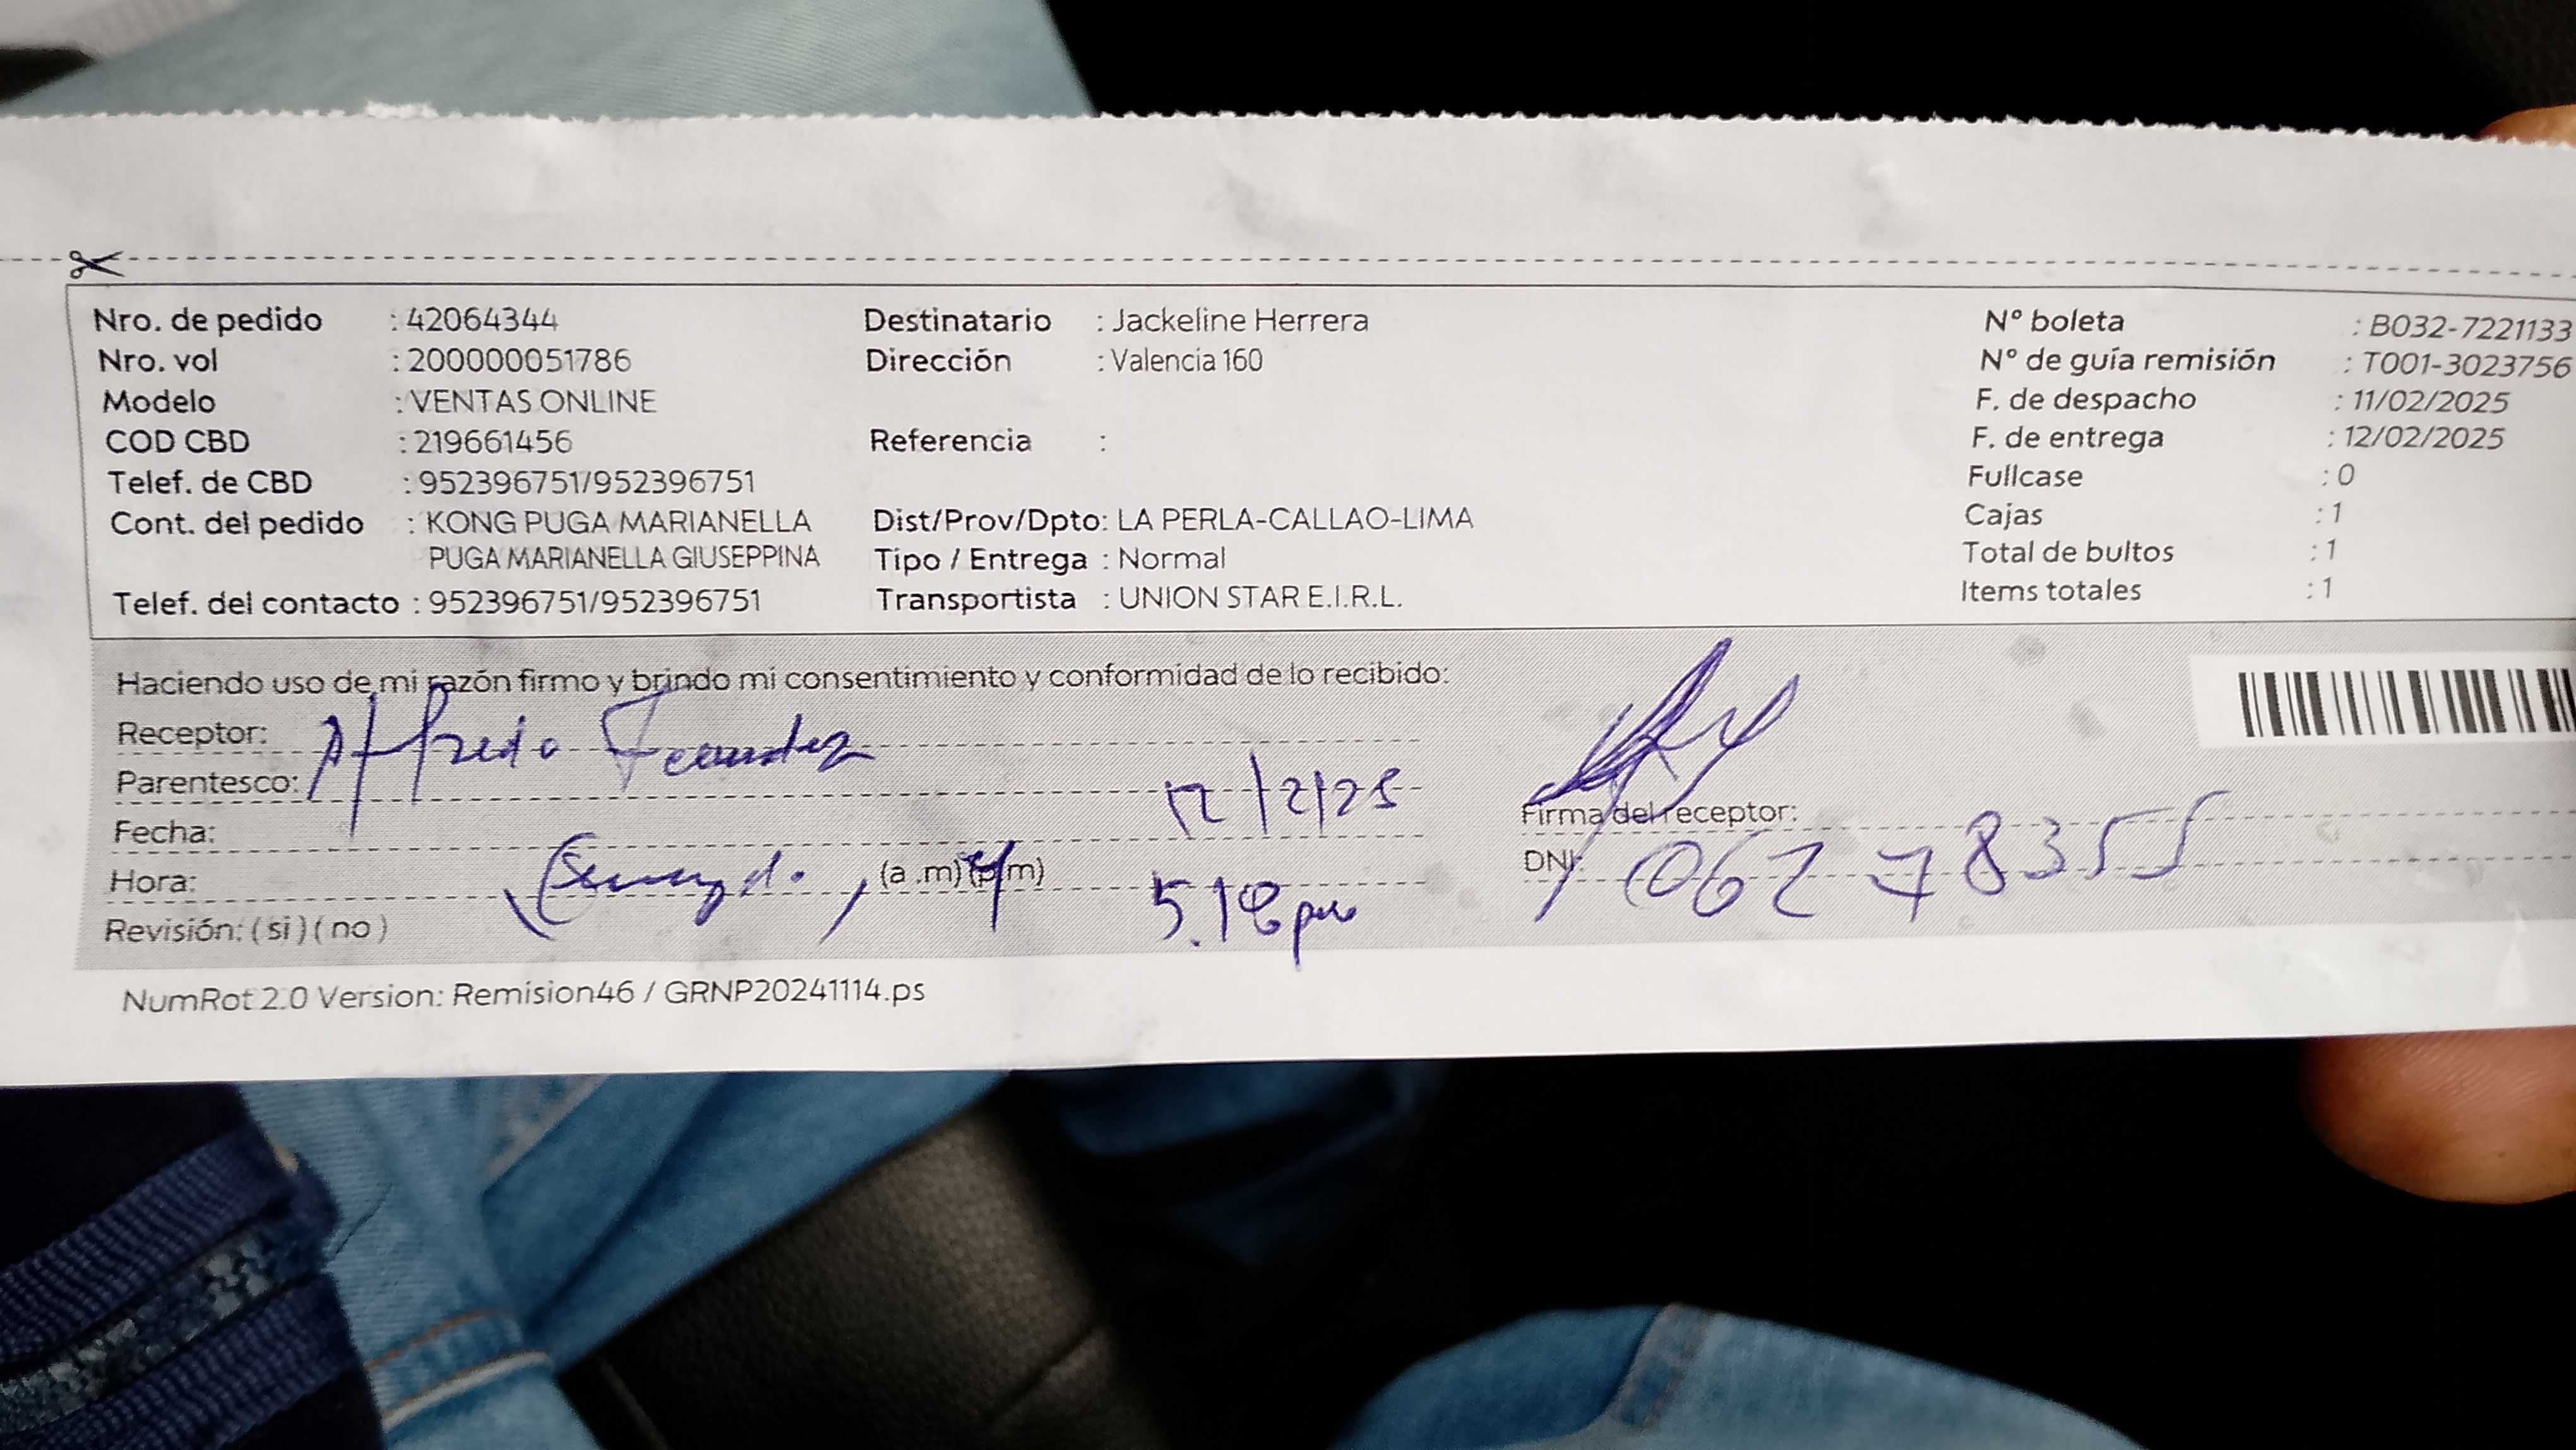 Nro. de pedido : 42064344
Nro. vol : 200000051786
Modelo : VENTAS ONLINE
COD CBD : 219661456
Telef. de CBD : 952396751/952396751
Cont. del pedido : KONG PUGA MARIANELLA
PUGA MARIANELLA GIUSEPPINA
Telef. del contacto : 952396751/952396751
Destinatario : Jackeline Herrera
Dirección : Valencia 160
Referencia :
Dist/Prov/Dpto: LA PERLA-CALLAO-LIMA
Tipo / Entrega : Normal
Transportista : UNION STAR E.I.R.L.
Nº boleta : B032-7221133
Nº de guía remisión : T001-3023756
F. de despacho : 11/02/2025
F. de entrega : 12/02/2025
Fullcase : 0
Cajas : 1
Total de bultos : 1
Items totales : 1
Haciendo uso de mi razón firmo y brindo mi consentimiento y conformidad de lo recibido:
Receptor: Alfredo
Parentesco:
Fecha: 12/2/25
Hora: (a .m) (p.m) 5.18 pm
Revisión: ( si ) ( no )
Firma del receptor:
DNI: 06278355
NumRot 2.0 Version: Remision46 / GRNP20241114.ps